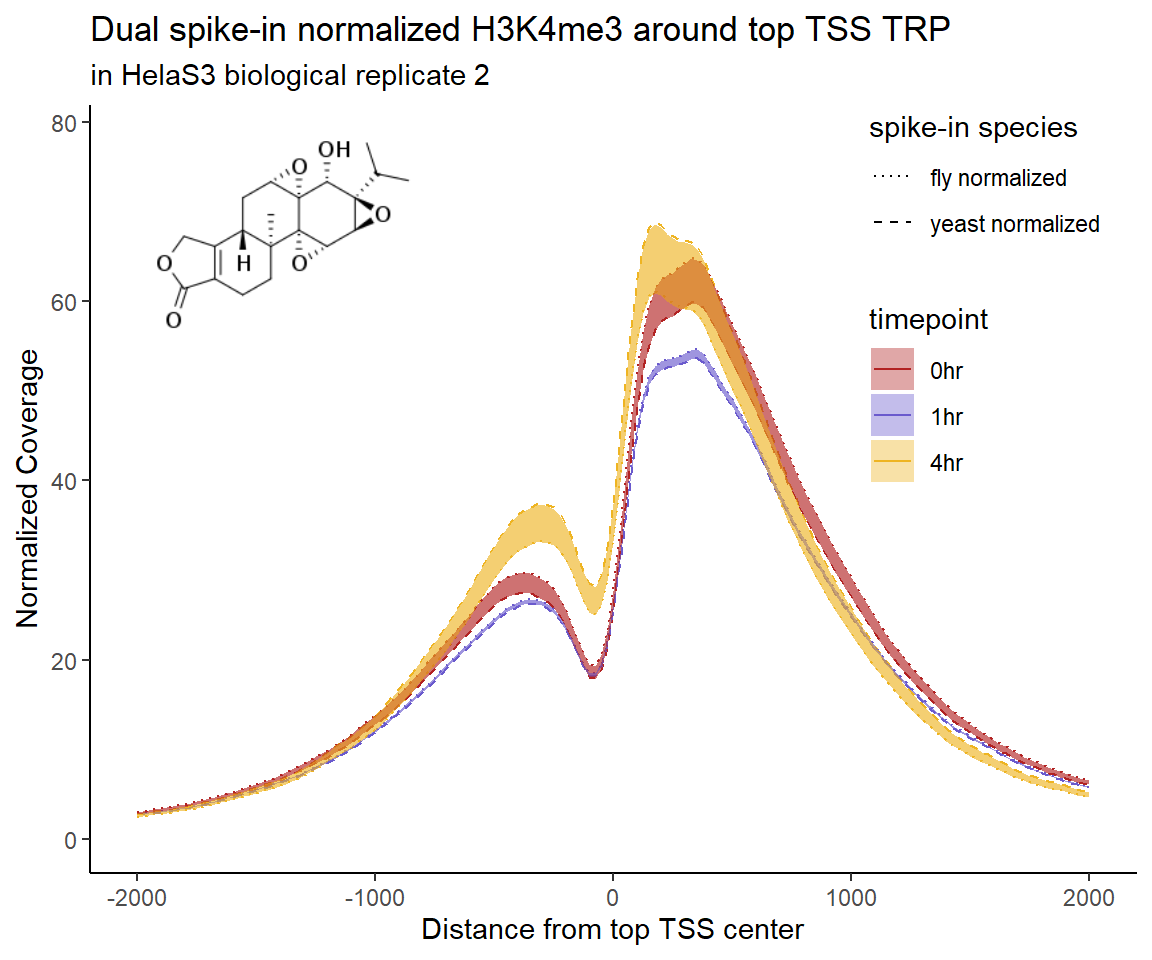 Dual spike-in normalized H3K4me3 around top TSS TRP
in HelaS3 biological replicate 2
Normalized Coverage
80
60
40
20
0
OH
O
O
O
H
O
O
spike-in species
fly normalized
yeast normalized
timepoint
0hr
1hr
4hr
-2000
-1000
0
1000
2000
Distance from top TSS center